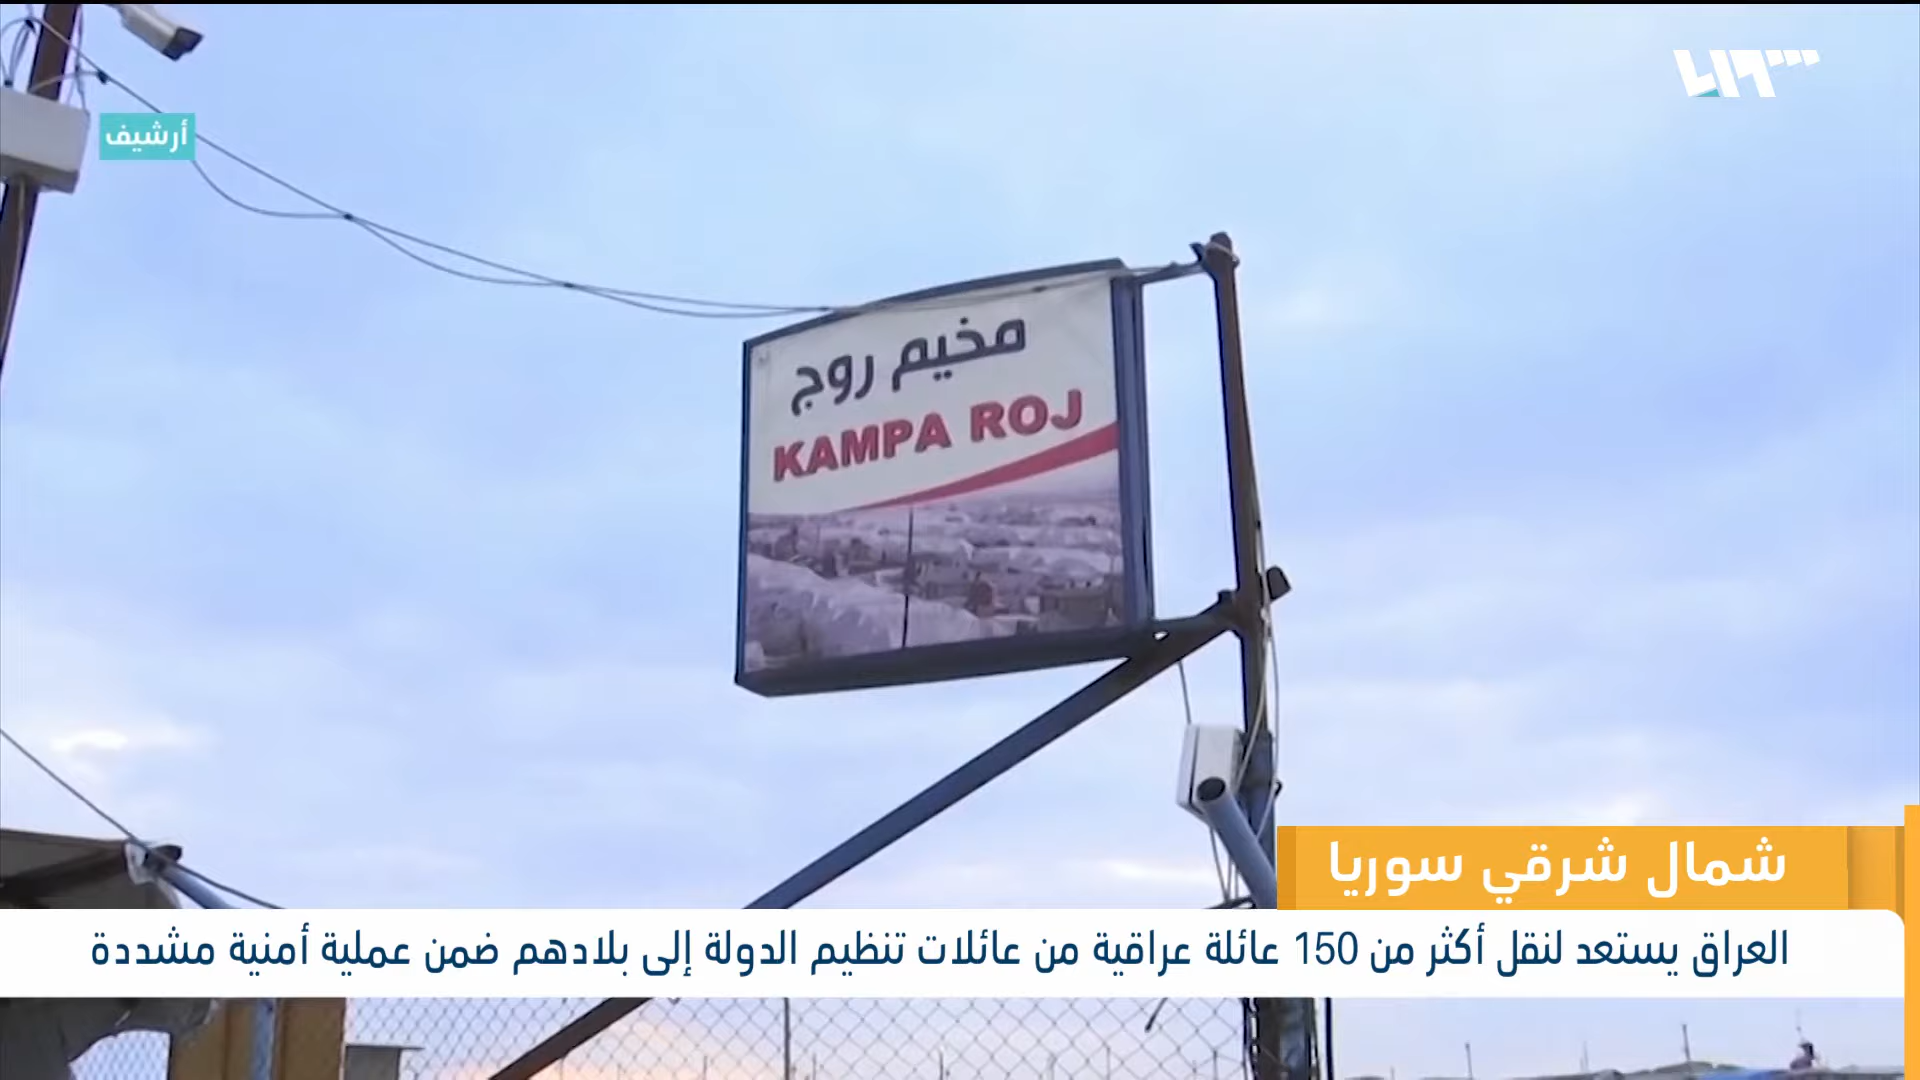 أرشيف
مخيم روج
KAMPA ROJ
شمال شرقي سوريا
العراق يستعد لنقل أكثر من 150 عائلة عراقية من عائلات تنظيم الدولة إلى بلادهم ضمن عملية أمنية مشددة